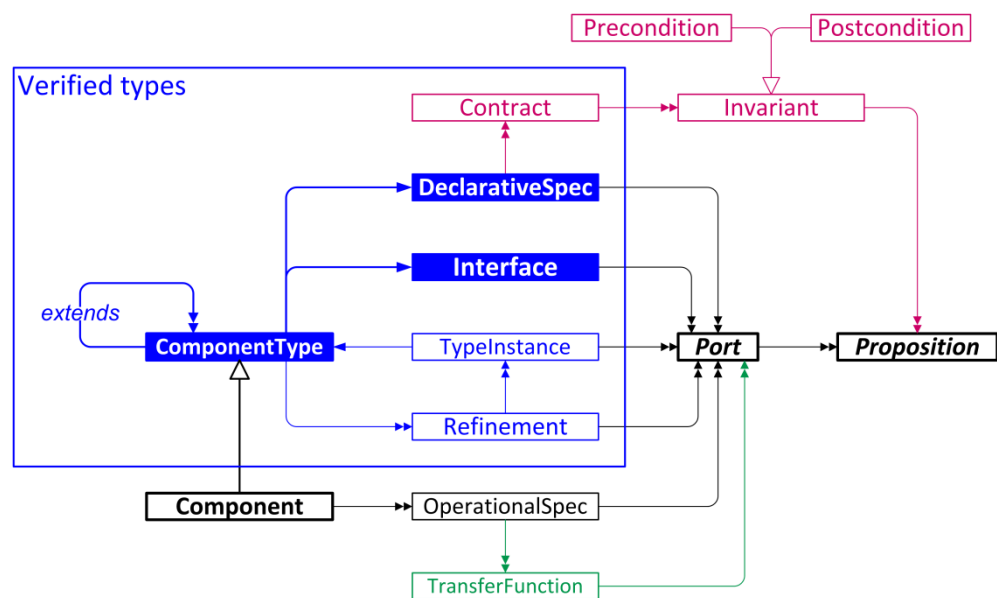 Precondition
Postcondition
Verified types
Contract
Invariant
DeclarativeSpec
Interface
extends
ComponentType
TypeInstance
Port
Proposition
Refinement
Component
OperationalSpec
TransferFunction